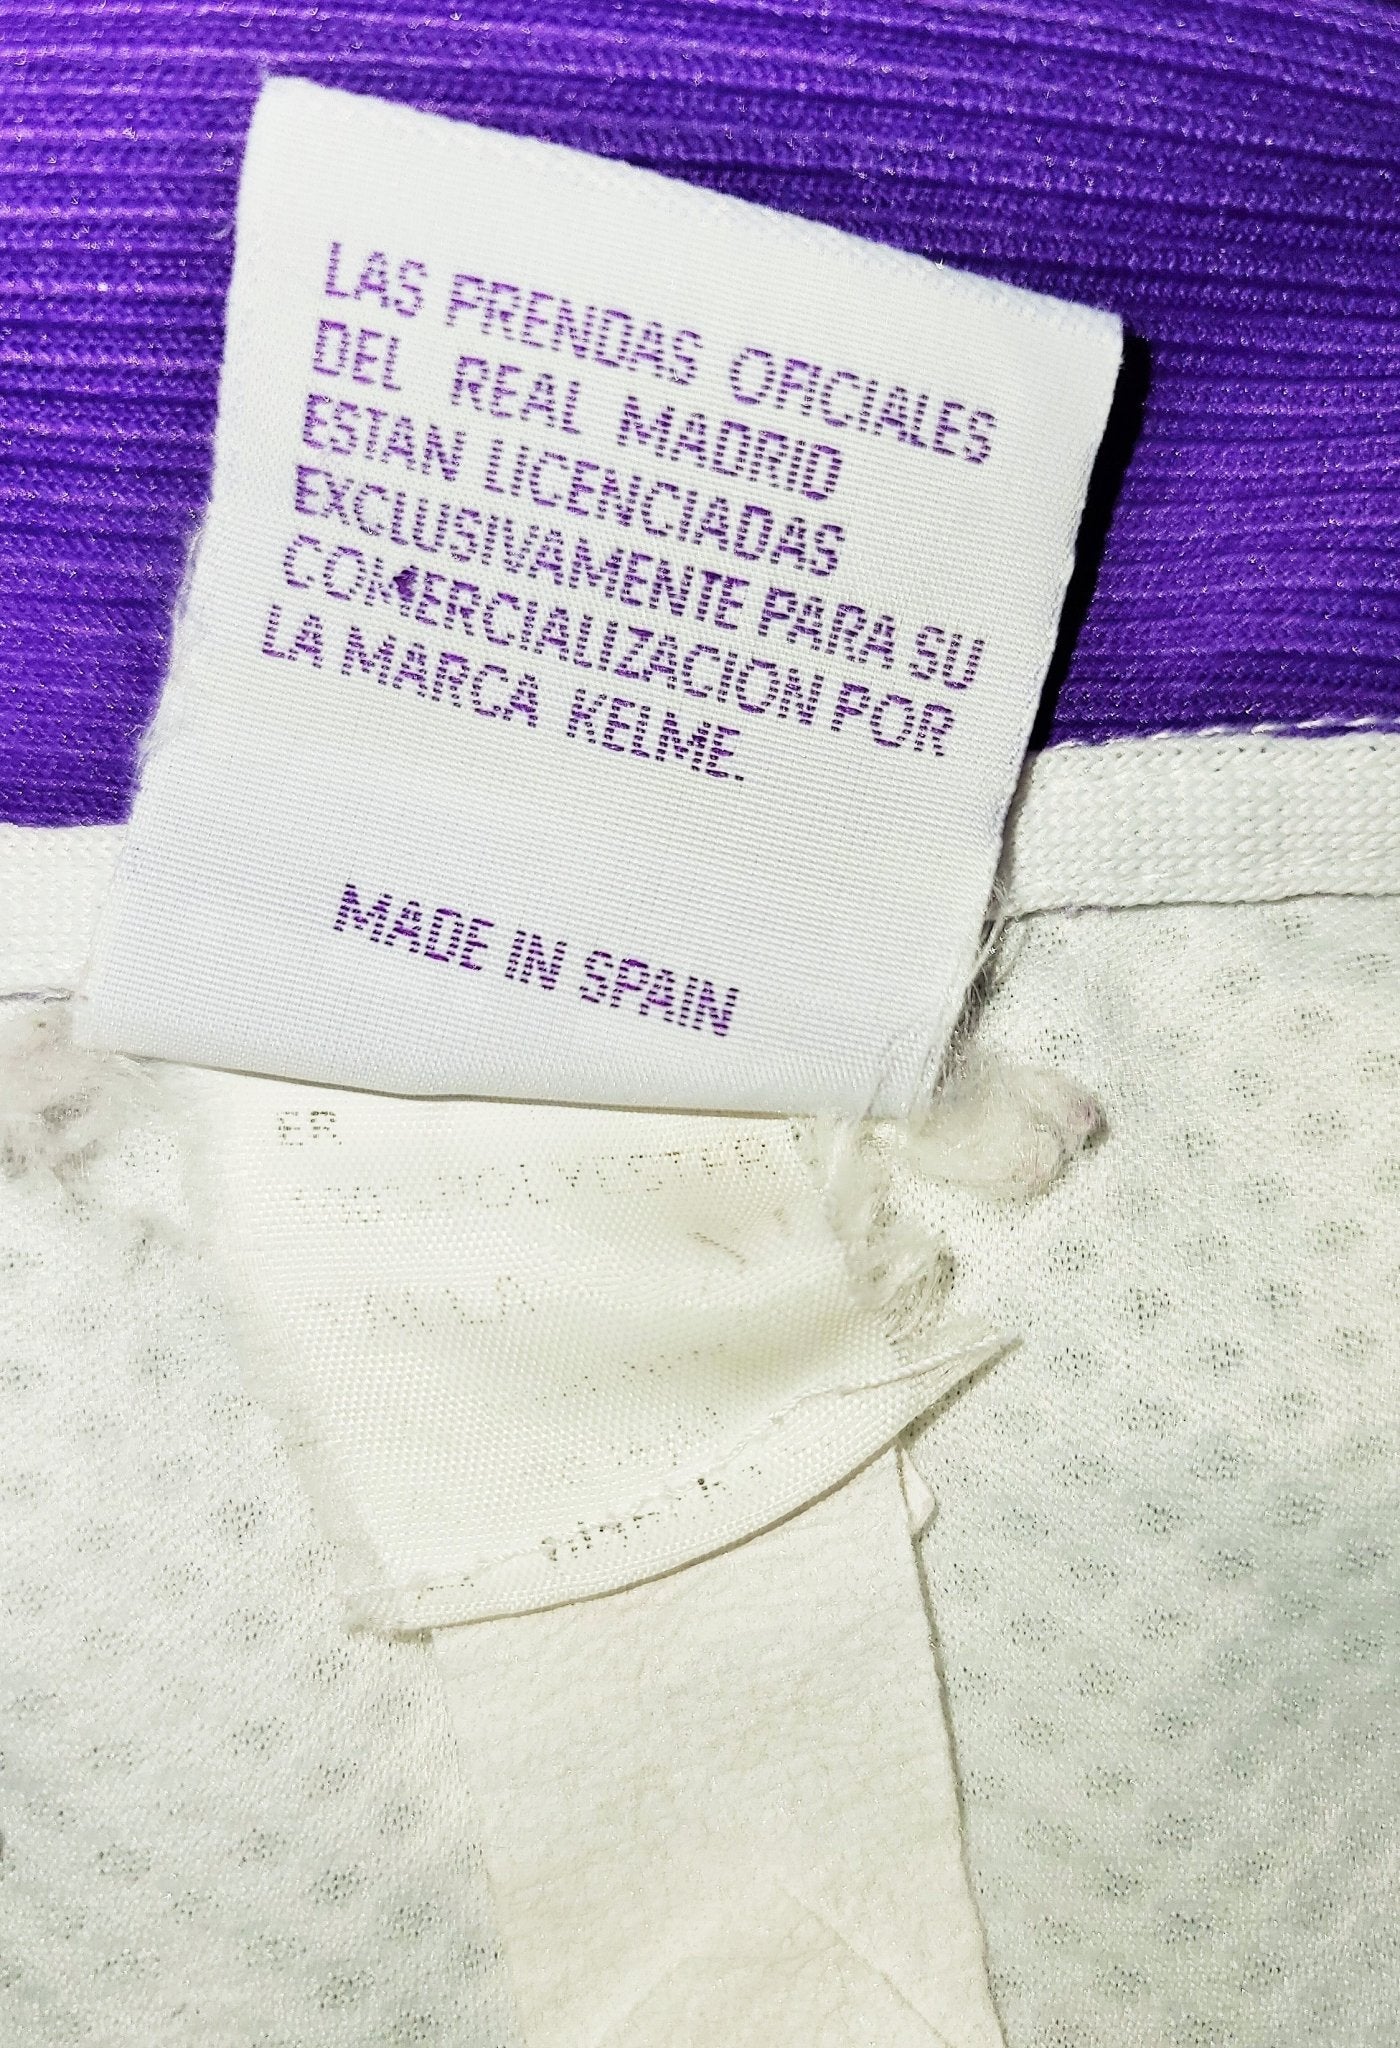 LAS PRENDAS OFICIALES
DEL REAL MADRID
ESTAN LICENCIADAS
EXCLUSIVAMENTE PARA SU
COMERCIALIZACION POR
LA MARCA KELME.
MADE IN SPAIN